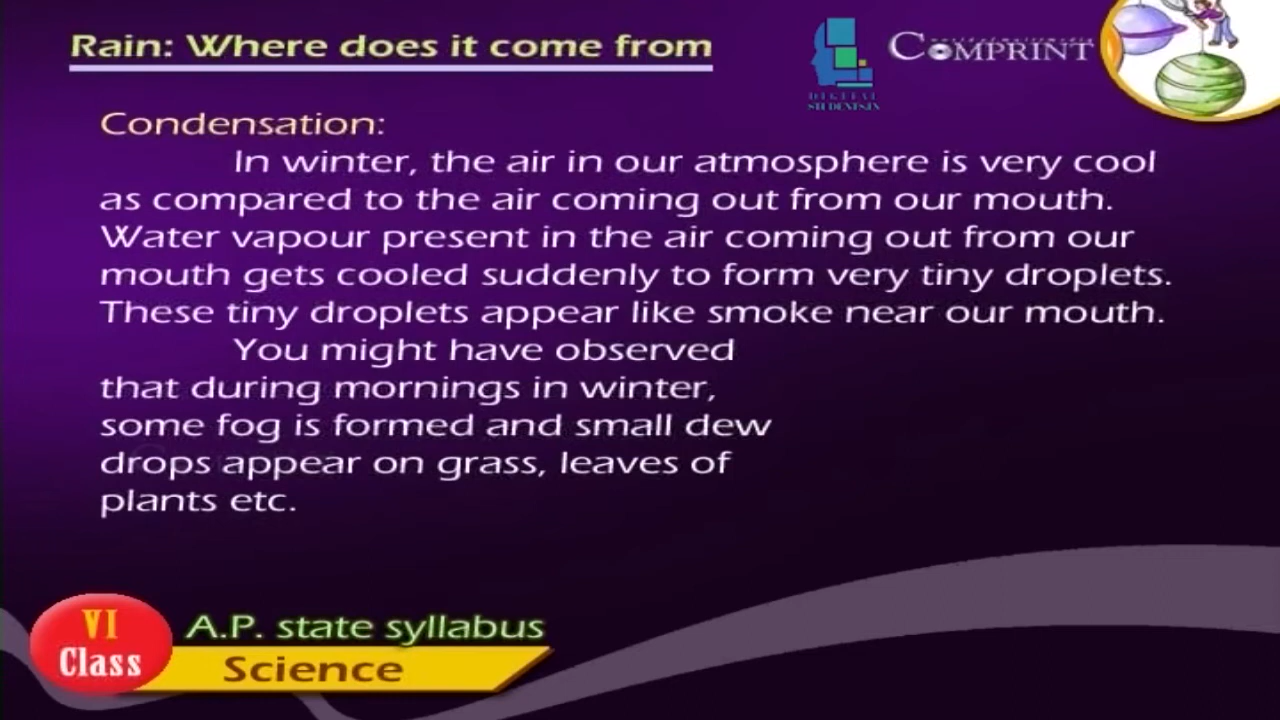 Rain: Where does it come from
COMPRINT
DIGITAL
STUDENTS.IN
Condensation:
In winter, the air in our atmosphere is very cool
as compared to the air coming out from our mouth.
Water vapour present in the air coming out from our
mouth gets cooled suddenly to form very tiny droplets.
These tiny droplets appear like smoke near our mouth.
You might have observed
that during mornings in winter,
some fog is formed and small dew
drops appear on grass, leaves of
plants etc.
VI
Class
A.P. state syllabus
Science